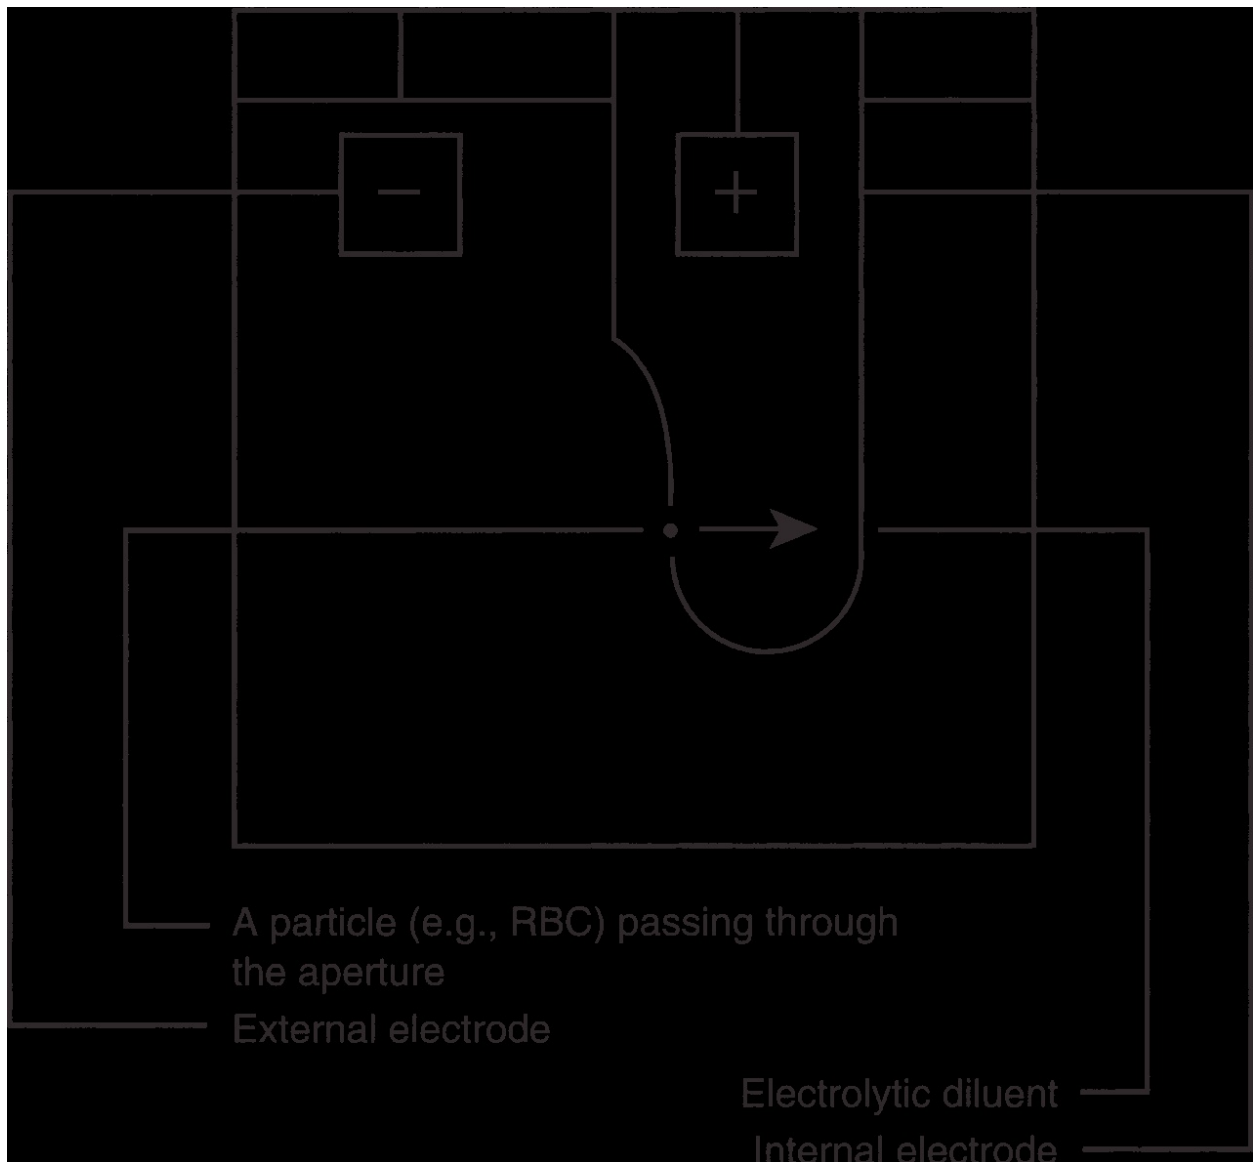 −
+
A particle (e.g., RBC) passing through
the aperture
External electrode
Electrolytic diluent
Internal electrode